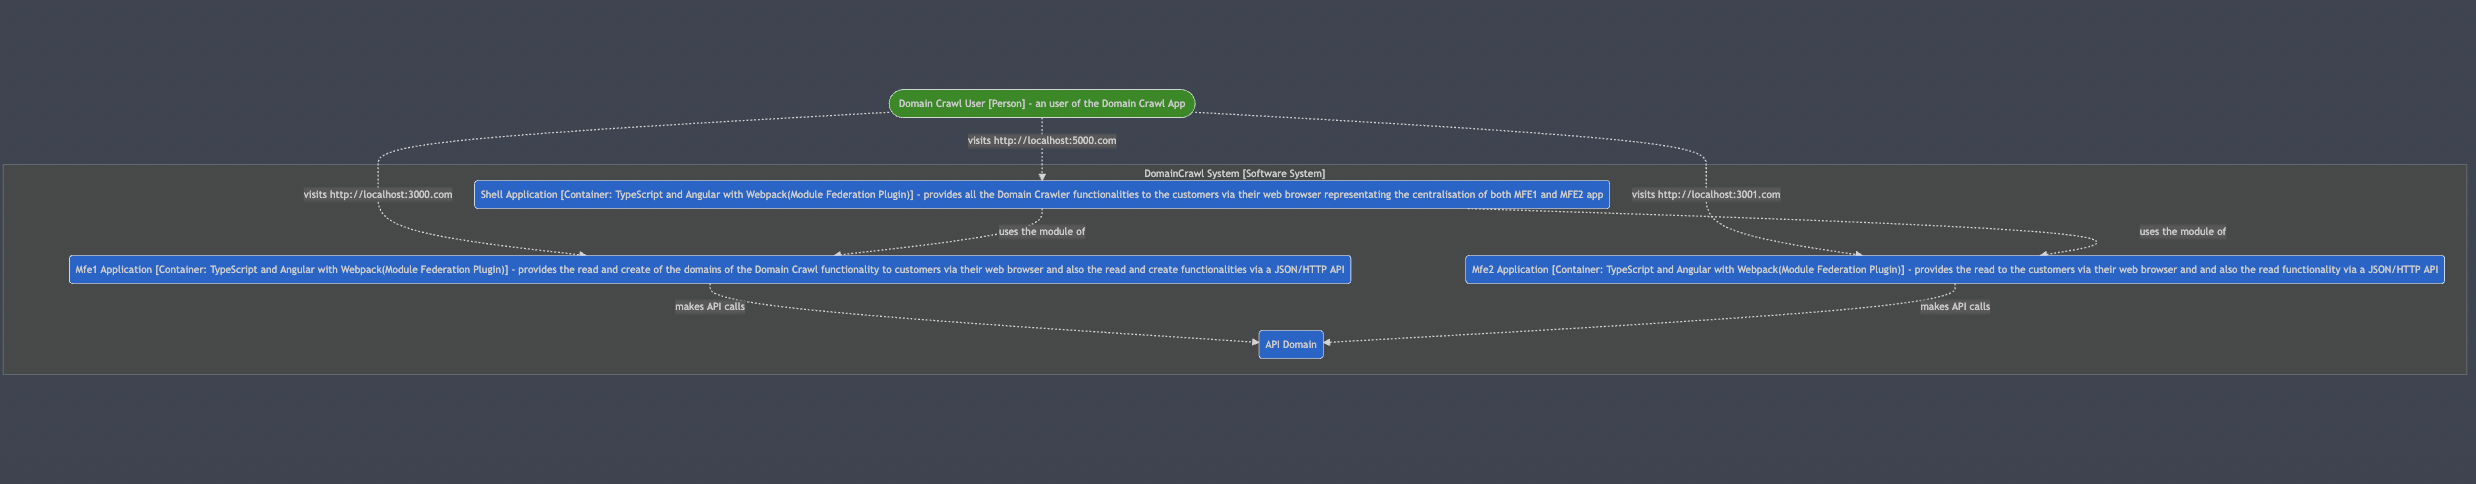 Domain Crawl User [Person] - an user of the Domain Crawl App
visits http://localhost:5000.com
DomainCrawl System [Software System]
visits http://localhost:3000.com
Shell Application [Container: TypeScript and Angular with Webpack(Module Federation Plugin)] - provides all the Domain Crawler functionalities to the customers via their web browser representating the centralisation of both MFE1 and MFE2 app
visits http://localhost:3001.com
uses the module of
uses the module of
Mfe1 Application [Container: TypeScript and Angular with Webpack(Module Federation Plugin)] - provides the read and create of the domains of the Domain Crawl functionality to customers via their web browser and also the read and create functionalities via a JSON/HTTP API
Mfe2 Application [Container: TypeScript and Angular with Webpack(Module Federation Plugin)] - provides the read to the customers via their web browser and and also the read functionality via a JSON/HTTP API
makes API calls
makes API calls
API Domain